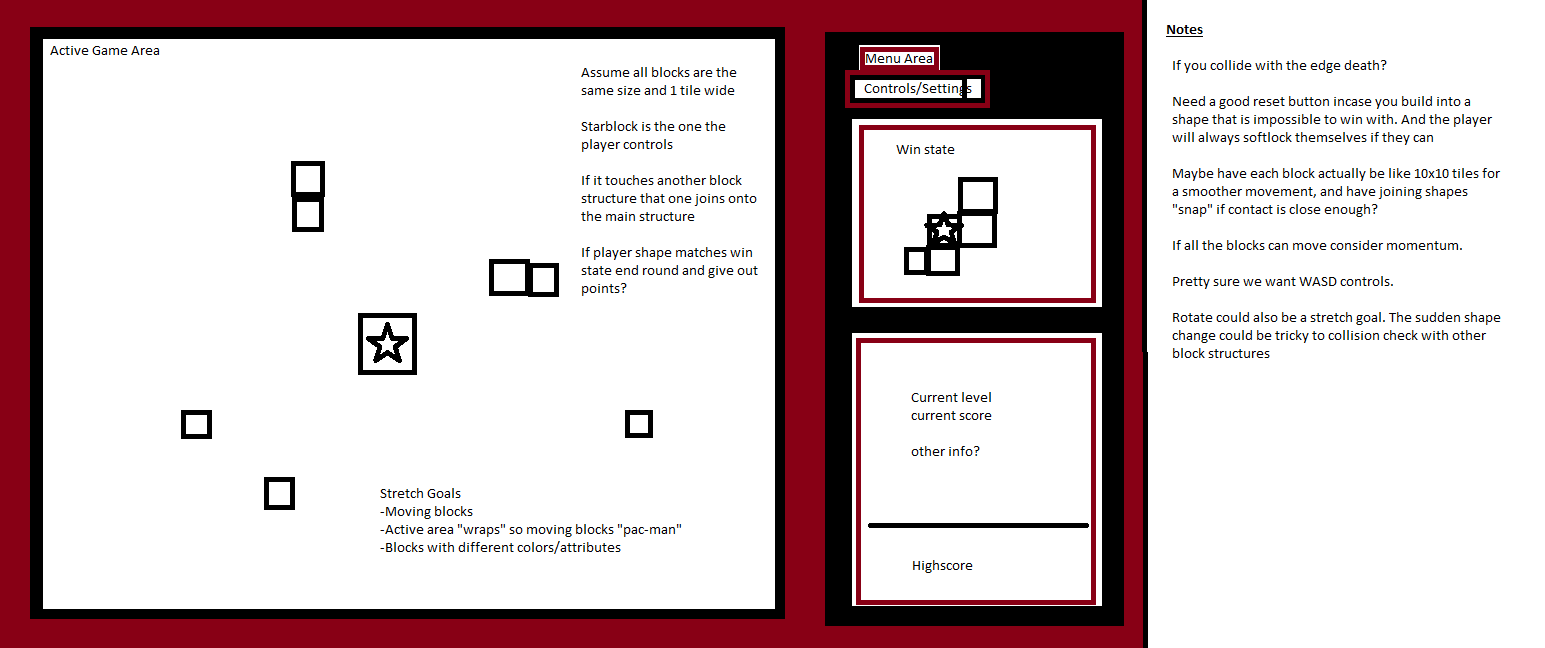 Active Game Area
Assume all blocks are the
same size and 1 tile wide
Starblock is the one the
player controls
If it touches another block
structure that one joins onto
the main structure
If player shape matches win
state end round and give out
points?
Stretch Goals
-Moving blocks
-Active area "wraps" so moving blocks "pac-man"
-Blocks with different colors/attributes
Menu Area
Controls/Settings
Win state
Current level
current score
other info?
Highscore
Notes
If you collide with the edge death?
Need a good reset button incase you build into a
shape that is impossible to win with. And the player
will always softlock themselves if they can
Maybe have each block actually be like 10x10 tiles for
a smoother movement, and have joining shapes
"snap" if contact is close enough?
If all the blocks can move consider momentum.
Pretty sure we want WASD controls.
Rotate could also be a stretch goal. The sudden shape
change could be tricky to collision check with other
block structures